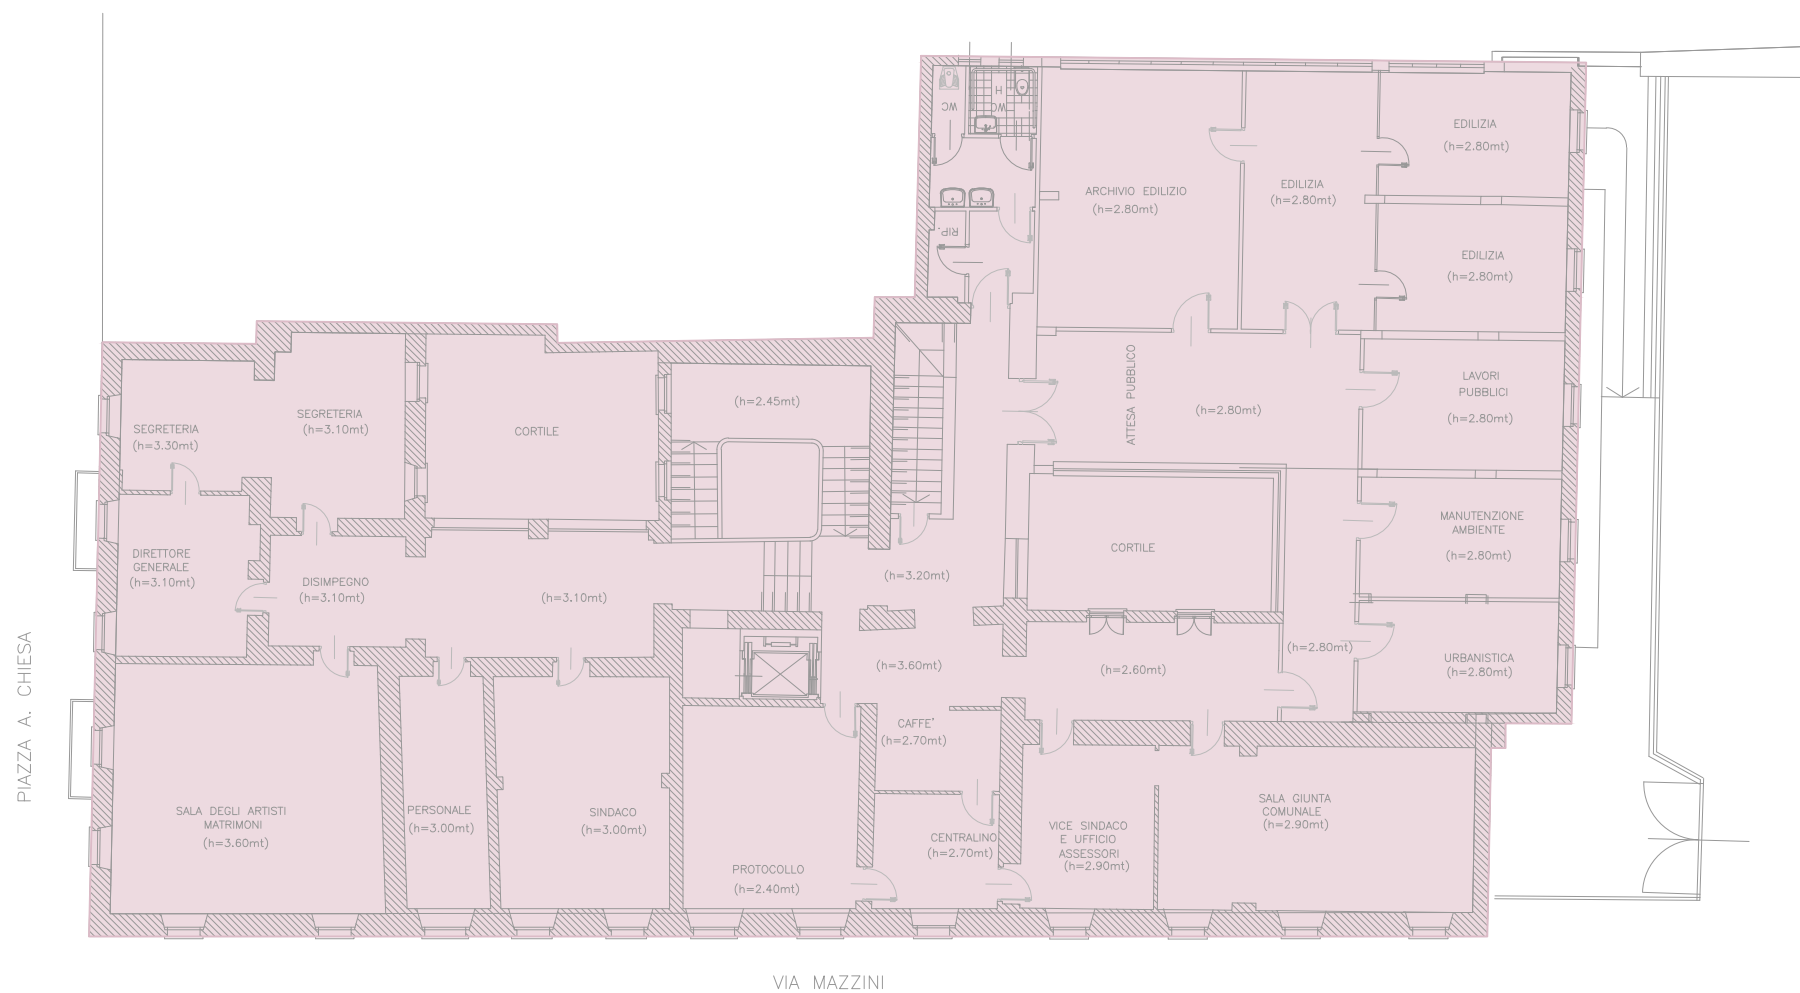 WC
H
WC
EDILIZIA
(h=2.80mt)
ARCHIVIO EDILIZIO
(h=2.80mt)
EDILIZIA
(h=2.80mt)
RIP.
EDILIZIA
(h=2.80mt)
ATTESA PUBBLICO
(h=2.80mt)
LAVORI
PUBBLICI
(h=2.80mt)
(h=2.45mt)
SEGRETERIA
(h=3.10mt)
SEGRETERIA
(h=3.30mt)
CORTILE
MANUTENZIONE
AMBIENTE
(h=2.80mt)
CORTILE
DIRETTORE
GENERALE
(h=3.10mt)
DISIMPEGNO
(h=3.10mt)
(h=3.10mt)
(h=3.20mt)
(h=3.60mt)
(h=2.60mt)
(h=2.80mt)
URBANISTICA
(h=2.80mt)
CAFFE'
(h=2.70mt)
SALA DEGLI ARTISTI
MATRIMONI
(h=3.60mt)
PERSONALE
(h=3.00mt)
SINDACO
(h=3.00mt)
PROTOCOLLO
(h=2.40mt)
CENTRALINO
(h=2.70mt)
VICE SINDACO
E UFFICIO
ASSESSORI
(h=2.90mt)
SALA GIUNTA
COMUNALE
(h=2.90mt)
PIAZZA A. CHIESA
VIA MAZZINI